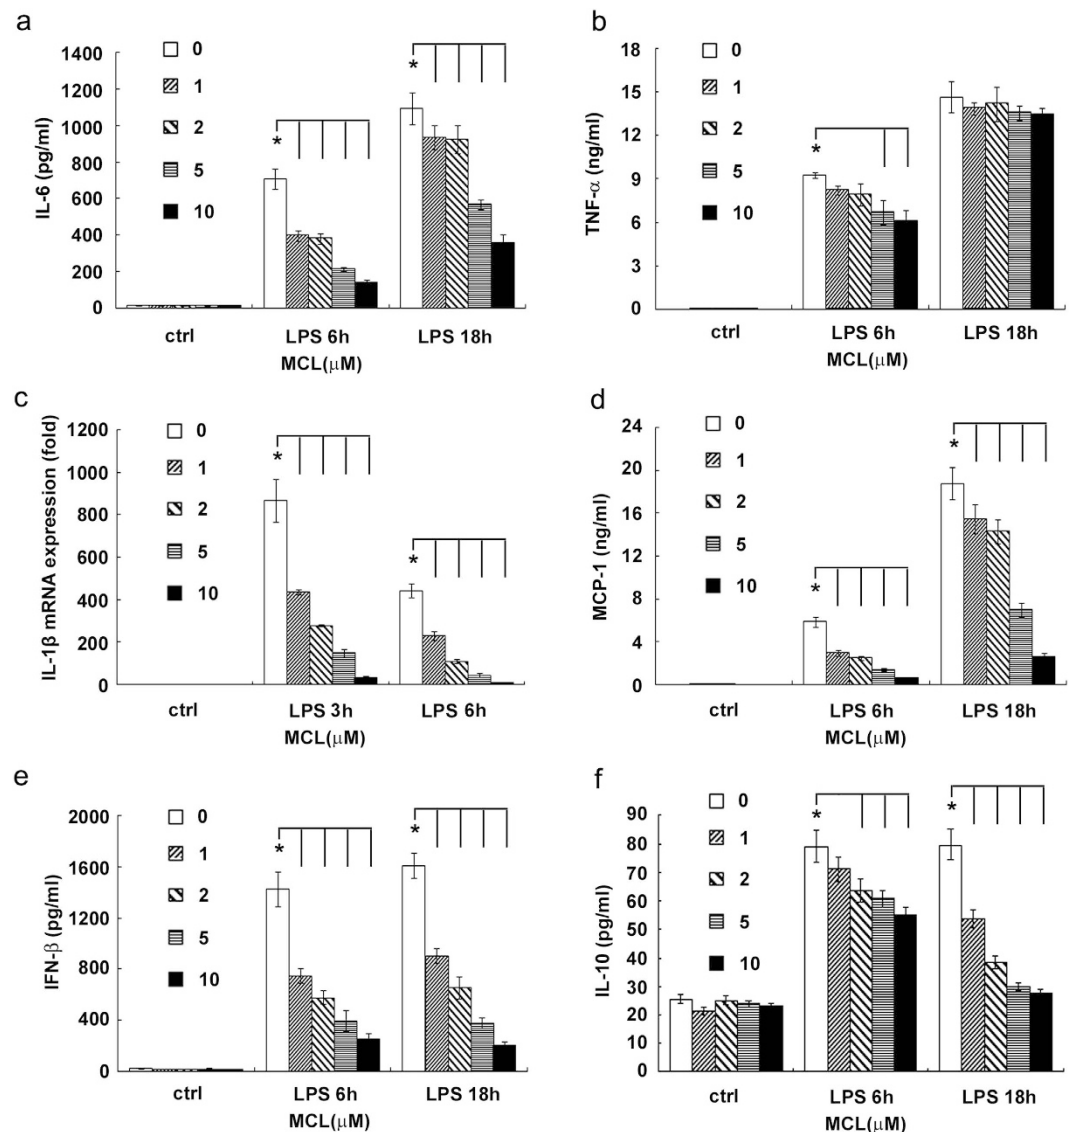 a
IL-6 (pg/ml)
1400
1200
1000
800
600
400
200
0
0
1
2
5
10
*
*
ctrl
LPS 6h
LPS 18h
MCL(μM)
b
TNF-α (ng/ml)
18
15
12
9
6
3
0
0
1
2
5
10
*
ctrl
LPS 6h
LPS 18h
MCL(μM)
c
IL-1β mRNA expression (fold)
1200
1000
800
600
400
200
0
0
1
2
5
10
*
*
ctrl
LPS 3h
LPS 6h
MCL(μM)
d
MCP-1 (ng/ml)
24
20
16
12
8
4
0
0
1
2
5
10
*
*
ctrl
LPS 6h
LPS 18h
MCL(μM)
e
IFN-β (pg/ml)
2000
1600
1200
800
400
0
0
1
2
5
10
*
*
ctrl
LPS 6h
LPS 18h
MCL(μM)
f
IL-10 (pg/ml)
90
80
70
60
50
40
30
20
10
0
0
1
2
5
10
*
*
ctrl
LPS 6h
LPS 18h
MCL(μM)